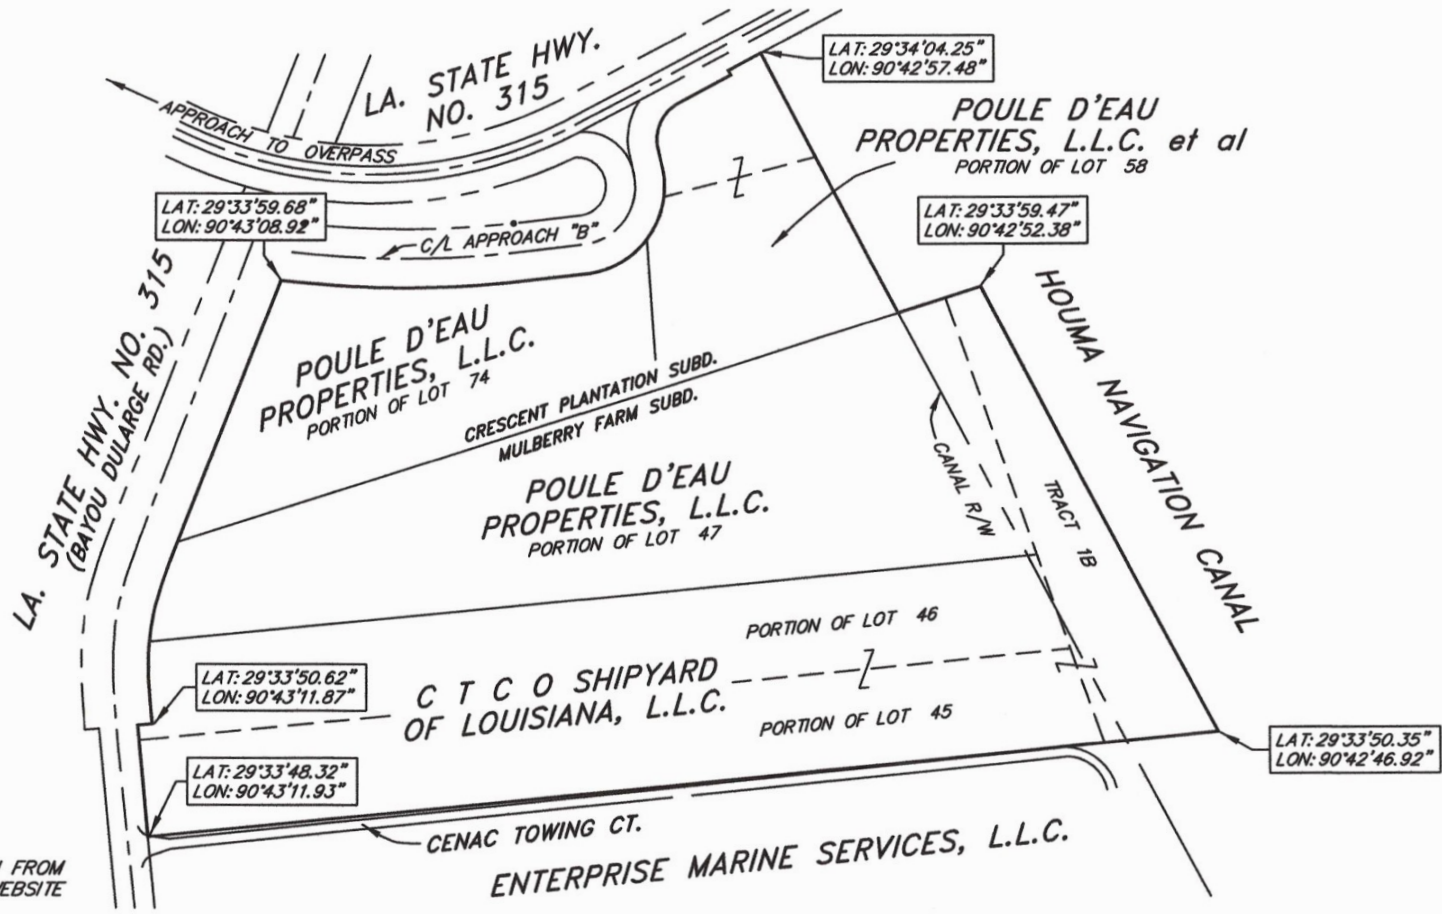 LA. STATE HWY.
NO. 315
APPROACH TO OVERPASS
LAT: 29°34'04.25"
LON: 90°42'57.48"
POULE D'EAU
PROPERTIES, L.L.C. et al
PORTION OF LOT 58
LAT: 29°33'59.68"
LON: 90°43'08.92"
LAT: 29°33'59.47"
LON: 90°42'52.38"
C/L APPROACH "B"
LA. STATE HWY. NO. 315
(BAYOU DULARGE RD.)
POULE D'EAU
PROPERTIES, L.L.C.
PORTION OF LOT 74
HOUMA NAVIGATION CANAL
CRESCENT PLANTATION SUBD.
MULBERRY FARM SUBD.
POULE D'EAU
PROPERTIES, L.L.C.
PORTION OF LOT 47
CANAL R/W
TRACT 1B
PORTION OF LOT 46
C T C O SHIPYARD
OF LOUISIANA, L.L.C.
PORTION OF LOT 45
LAT: 29°33'50.62"
LON: 90°43'11.87"
LAT: 29°33'50.35"
LON: 90°42'46.92"
LAT: 29°33'48.32"
LON: 90°43'11.93"
CENAC TOWING CT.
ENTERPRISE MARINE SERVICES, L.L.C.
FROM